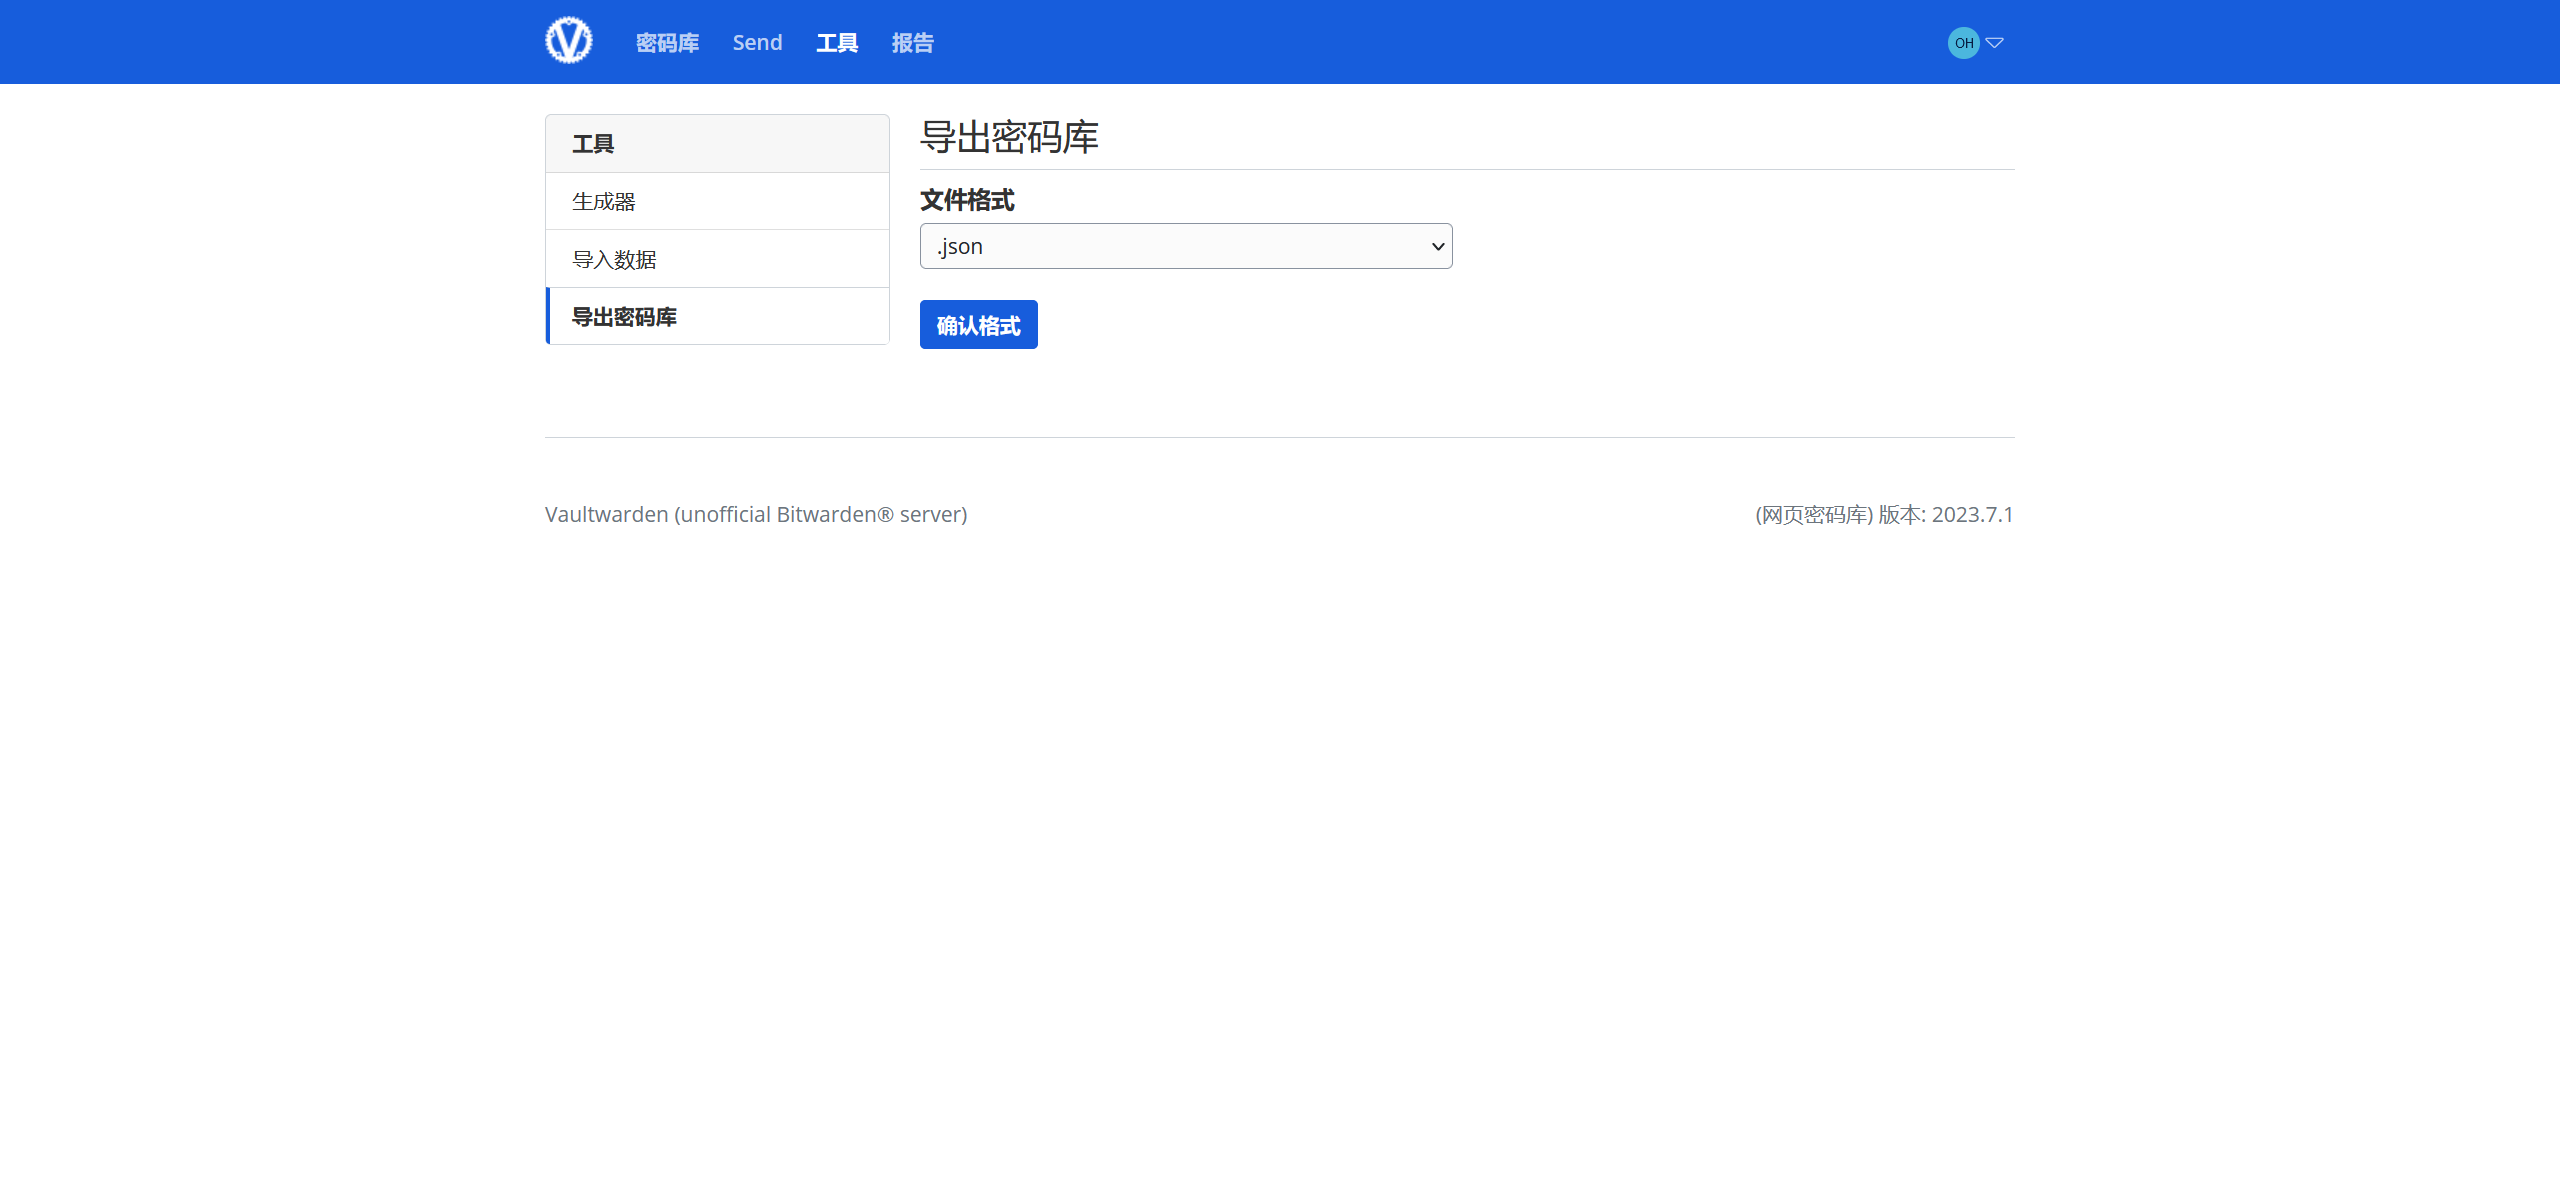 密码库 Send 工具 报告 OH
工具
生成器
导入数据
导出密码库
导出密码库
文件格式
.json
确认格式
Vaultwarden (unofficial Bitwarden® server)
(网页密码库) 版本: 2023.7.1